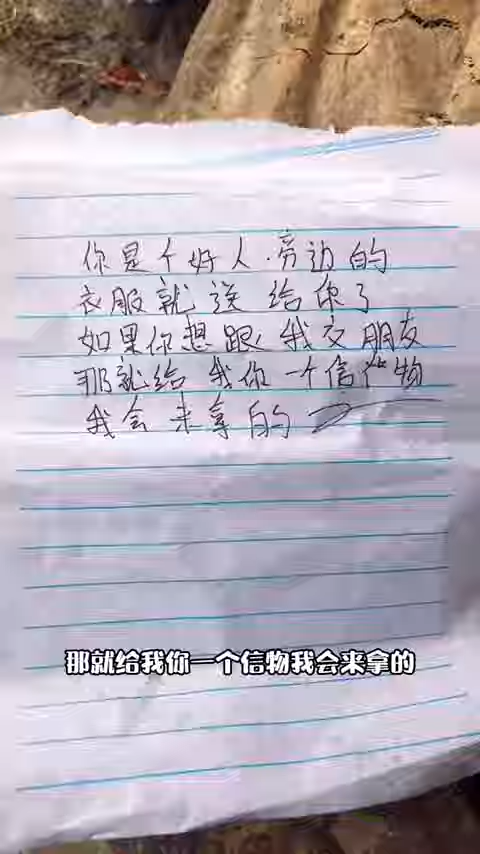 你是个好人.旁边的
衣服就送给你了
如果你想跟我交朋友
那就给我你一个信物
我会来拿的
那就给我你一个信物我会来拿的